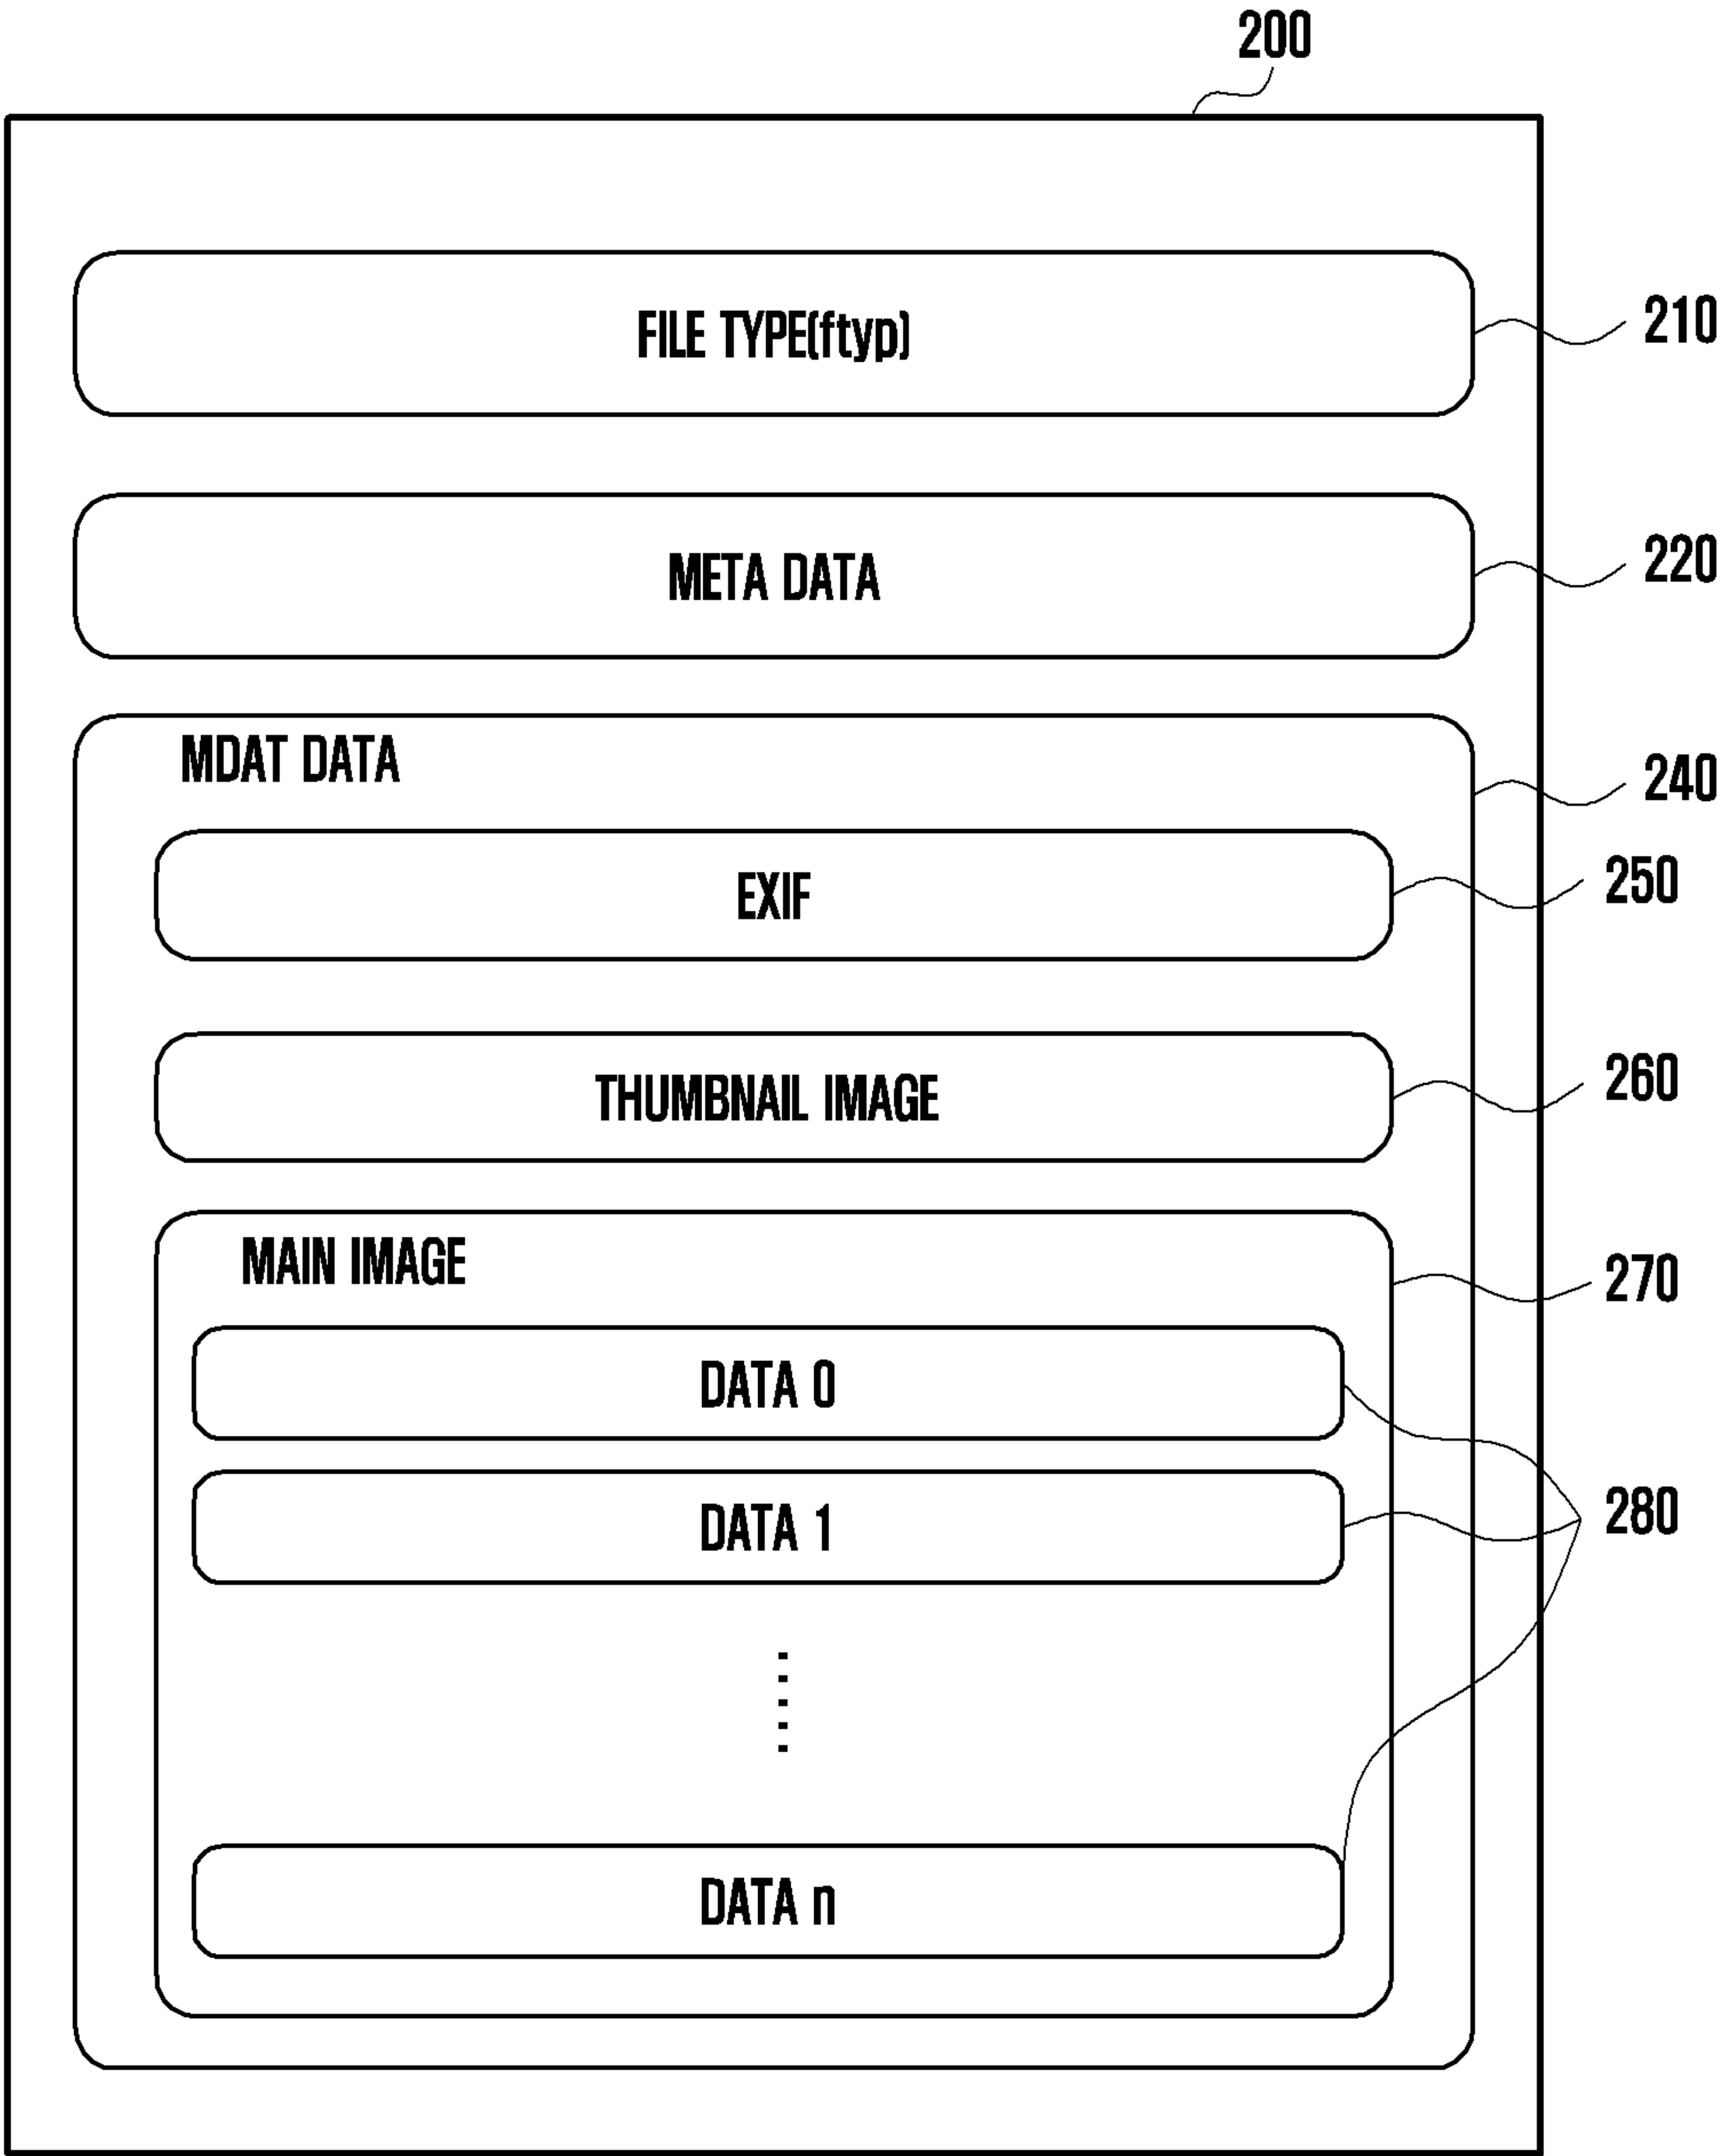 200
FILE TYPE(ftyp)
210
META DATA
220
MDAT DATA
240
EXIF
250
THUMBNAIL IMAGE
260
MAIN IMAGE
270
DATA 0
DATA 1
280
DATA n